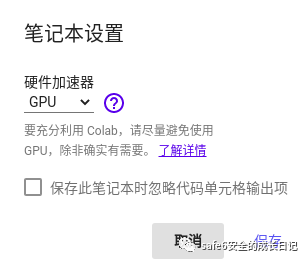 笔记本设置
硬件加速器
GPU
要充分利用 Colab，请尽量避免使用
GPU，除非确实有需要。 了解详情
保存此笔记本时忽略代码单元格输出项
取消 保存
safe6安全的成长日记